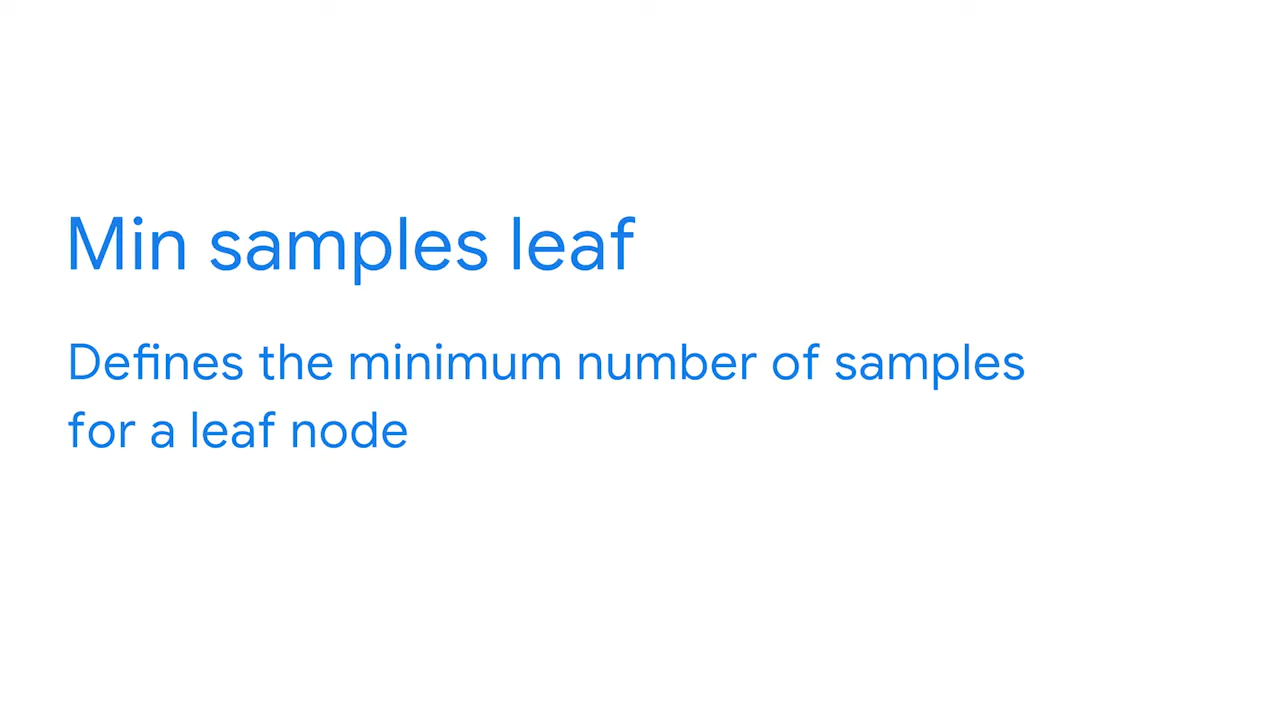 Min samples leaf
Defines the minimum number of samples
for a leaf node